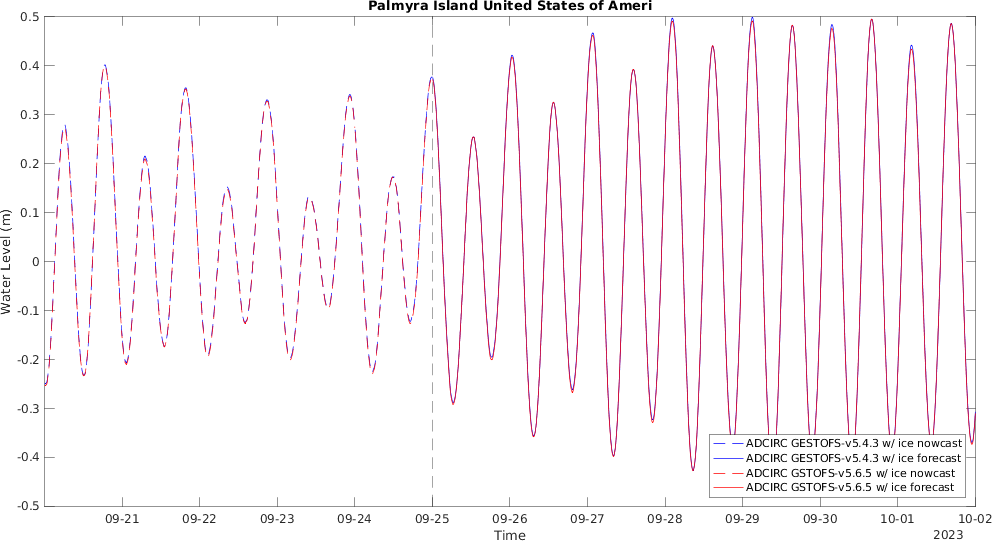 Palmyra Island United States of Ameri
0.5
0.4
0.3
0.2
0.1
0
-0.1
-0.2
-0.3
-0.4
-0.5
Water Level (m)
ADCIRC GESTOFS-v5.4.3 w/ ice nowcast
ADCIRC GESTOFS-v5.4.3 w/ ice forecast
ADCIRC GSTOFS-v5.6.5 w/ ice nowcast
ADCIRC GSTOFS-v5.6.5 w/ ice forecast
09-21 09-22 09-23 09-24 09-25 09-26 09-27 09-28 09-29 09-30 10-01 10-02
Time
2023